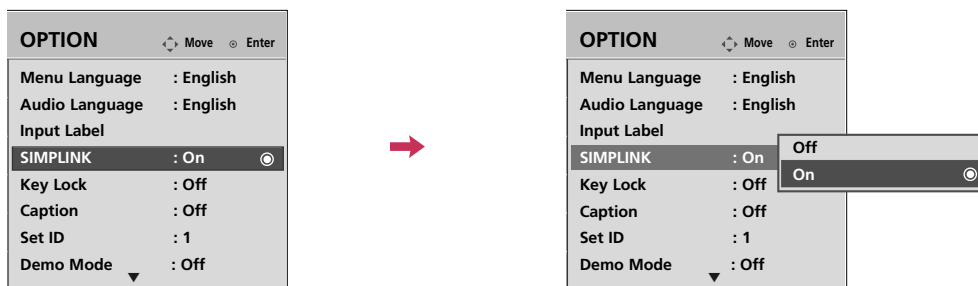 OPTION Move Enter
Menu Language : English
Audio Language : English
Input Label
SIMPLINK : On
Key Lock : Off
Caption : Off
Set ID : 1
Demo Mode : Off
OPTION Move Enter
Menu Language : English
Audio Language : English
Input Label
SIMPLINK : On
Key Lock : Off
Caption : Off
Set ID : 1
Demo Mode : Off
Off
On